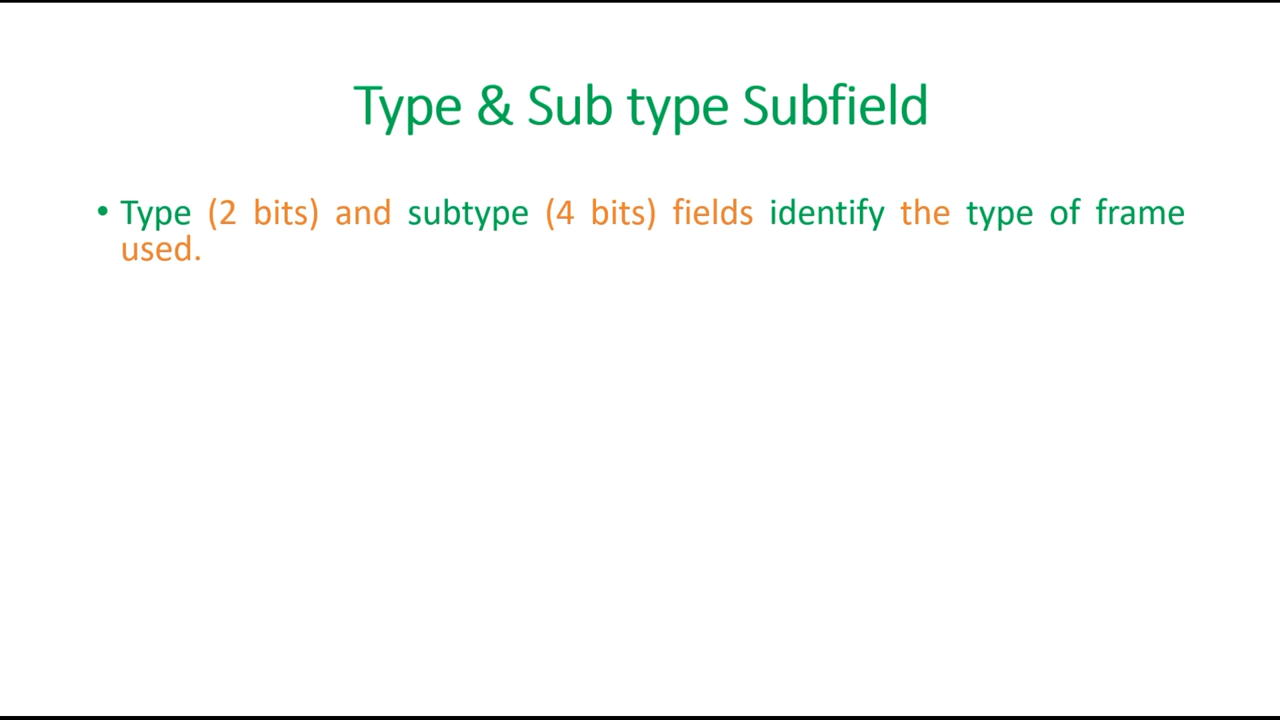 Type & Sub type Subfield
• Type (2 bits) and subtype (4 bits) fields identify the type of frame
used.